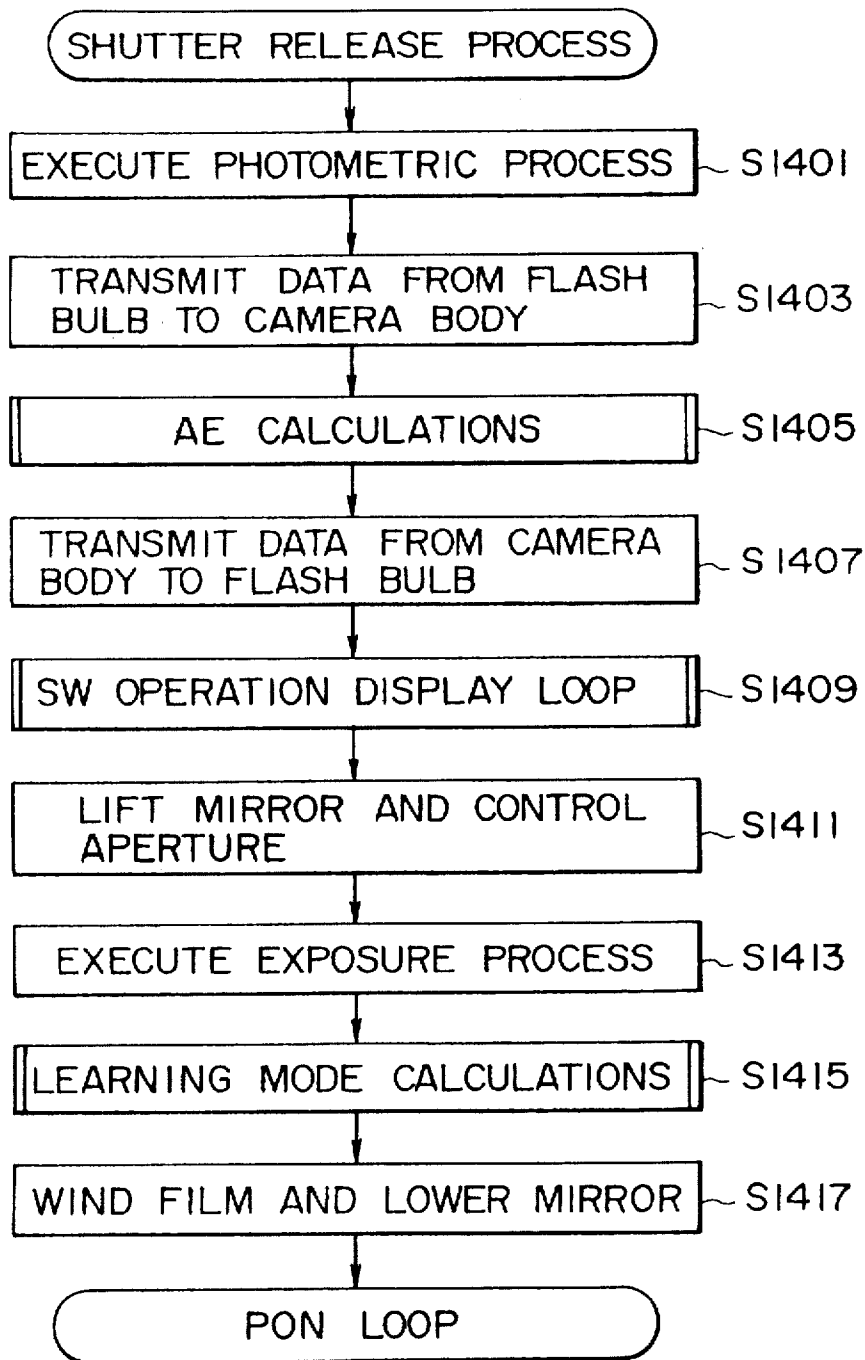 SHUTTER RELEASE PROCESS
EXECUTE PHOTOMETRIC PROCESS
S1401
TRANSMIT DATA FROM FLASH
BULB TO CAMERA BODY
S1403
AE CALCULATIONS
S1405
TRANSMIT DATA FROM CAMERA
BODY TO FLASH BULB
S1407
SW OPERATION DISPLAY LOOP
S1409
LIFT MIRROR AND CONTROL
APERTURE
S1411
EXECUTE EXPOSURE PROCESS
S1413
LEARNING MODE CALCULATIONS
S1415
WIND FILM AND LOWER MIRROR
S1417
PON LOOP